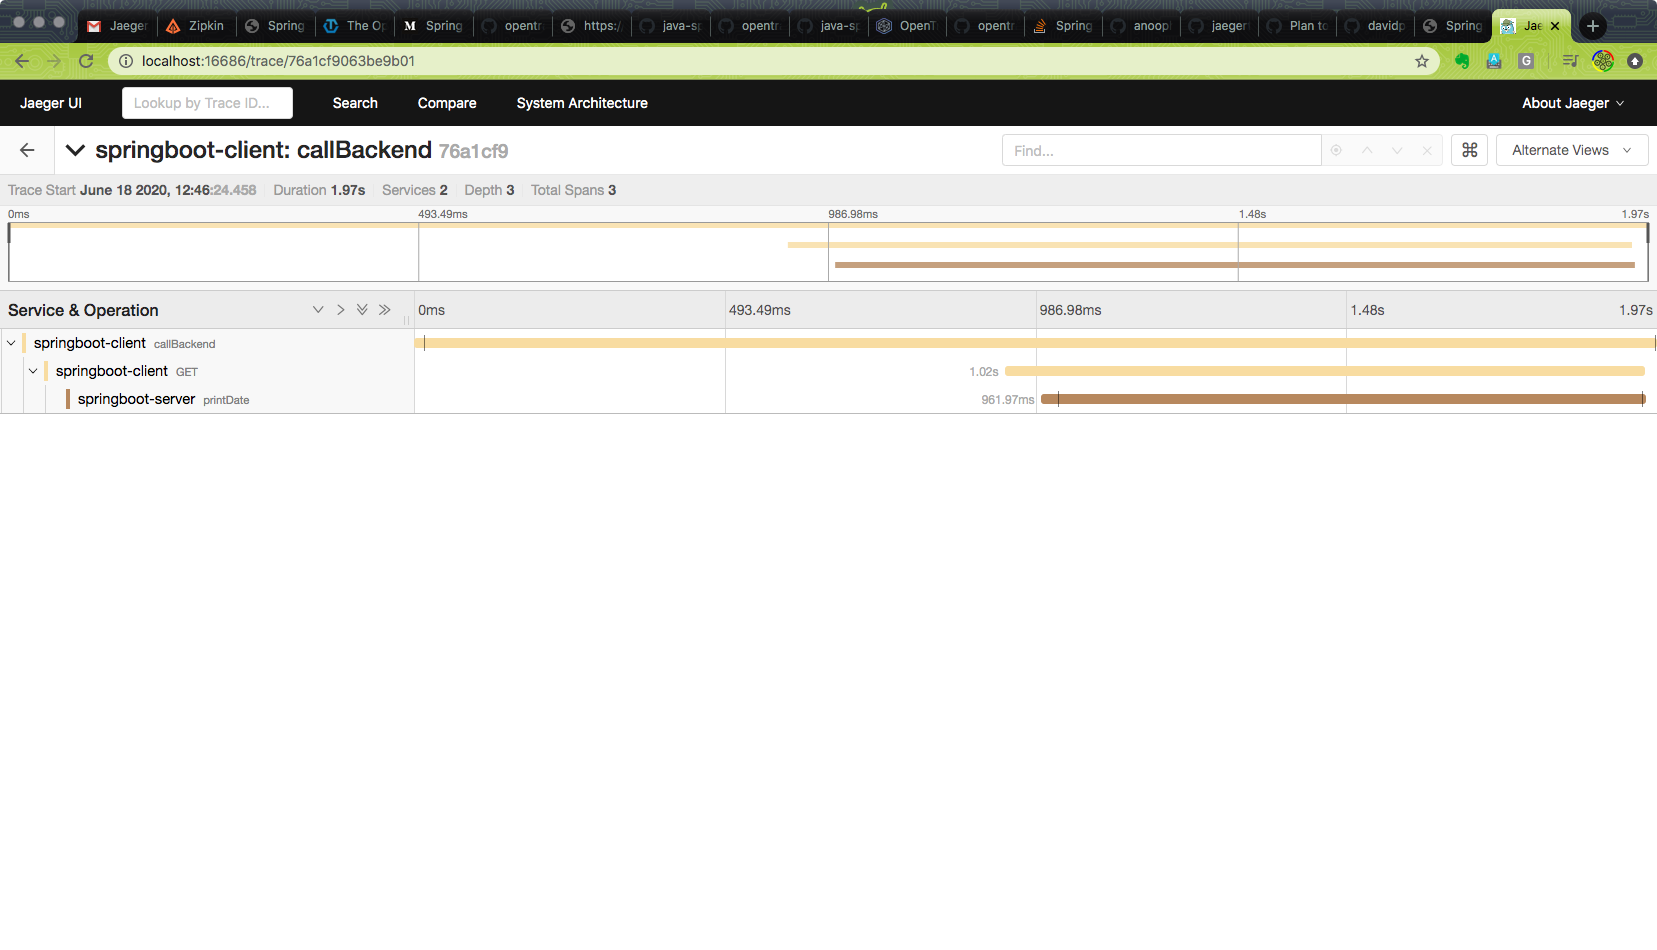 Jaeger Zipkin Spring The Op Spring opentr https:/ java-sp opentr java-sp OpenT opentr Spring anoop jaeger Plan to davidp Spring Jae
localhost:16686/trace/76a1cf9063be9b01
Jaeger UI Lookup by Trace ID... Search Compare System Architecture About Jaeger
springboot-client: callBackend 76a1cf9 Find... ⌘ Alternate Views
Trace Start June 18 2020, 12:46:24.458 Duration 1.97s Services 2 Depth 3 Total Spans 3
0ms 493.49ms 986.98ms 1.48s 1.97s
Service & Operation 0ms 493.49ms 986.98ms 1.48s 1.97s
springboot-client callBackend
springboot-client GET 1.02s
springboot-server printDate 961.97ms